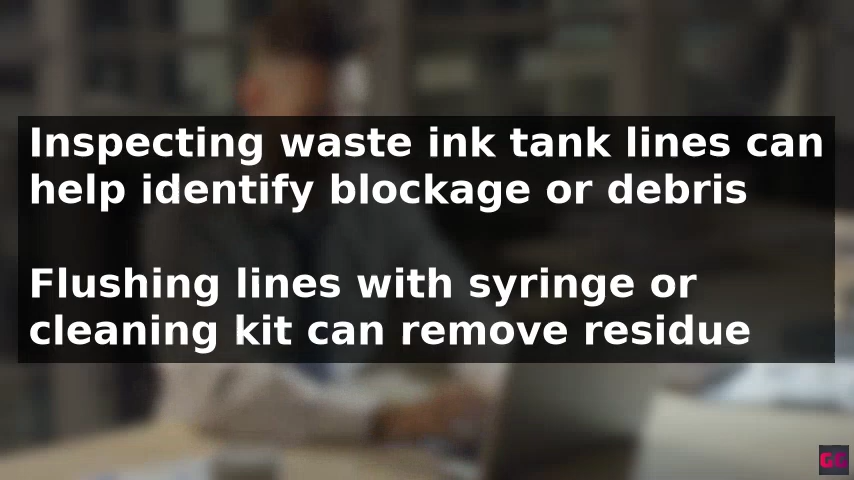 Inspecting waste ink tank lines can
help identify blockage or debris
Flushing lines with syringe or
cleaning kit can remove residue